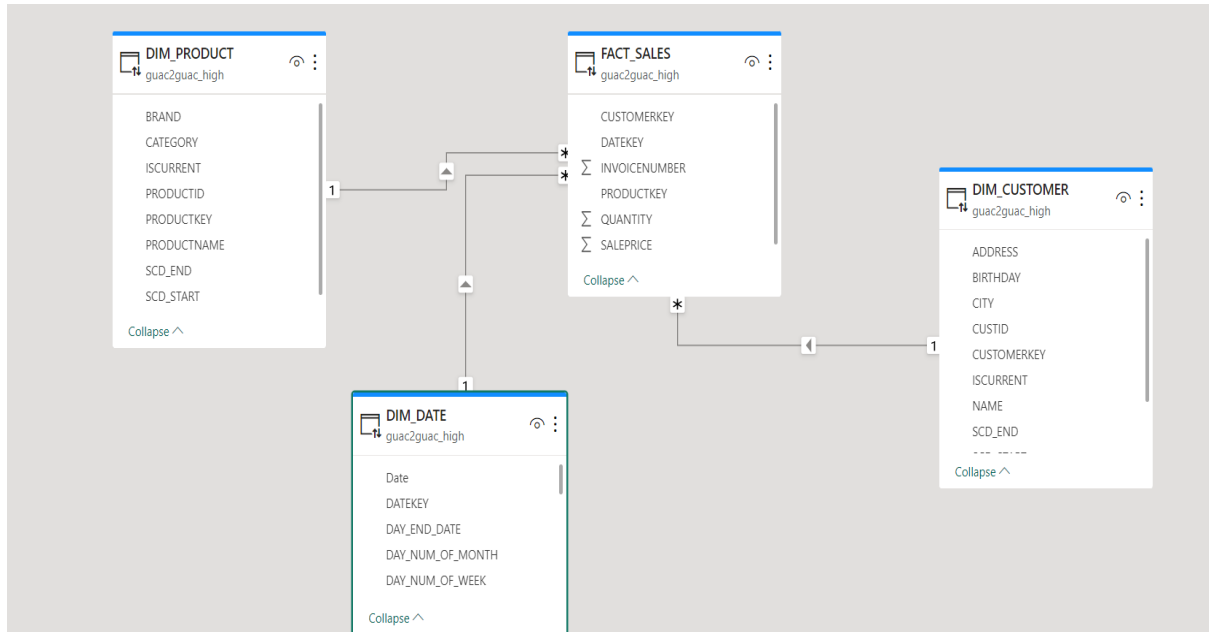 DIM_PRODUCT
guac2guac_high
BRAND
CATEGORY
ISCURRENT
PRODUCTID
PRODUCTKEY
PRODUCTNAME
SCD_END
SCD_START
Collapse
1
FACT_SALES
guac2guac_high
CUSTOMERKEY
DATEKEY
∑ INVOICENUMBER
PRODUCTKEY
∑ QUANTITY
∑ SALEPRICE
Collapse
*
*
*
DIM_CUSTOMER
guac2guac_high
ADDRESS
BIRTHDAY
CITY
CUSTID
CUSTOMERKEY
ISCURRENT
NAME
SCD_END
Collapse
1
1
DIM_DATE
guac2guac_high
Date
DATEKEY
DAY_END_DATE
DAY_NUM_OF_MONTH
DAY_NUM_OF_WEEK
Collapse